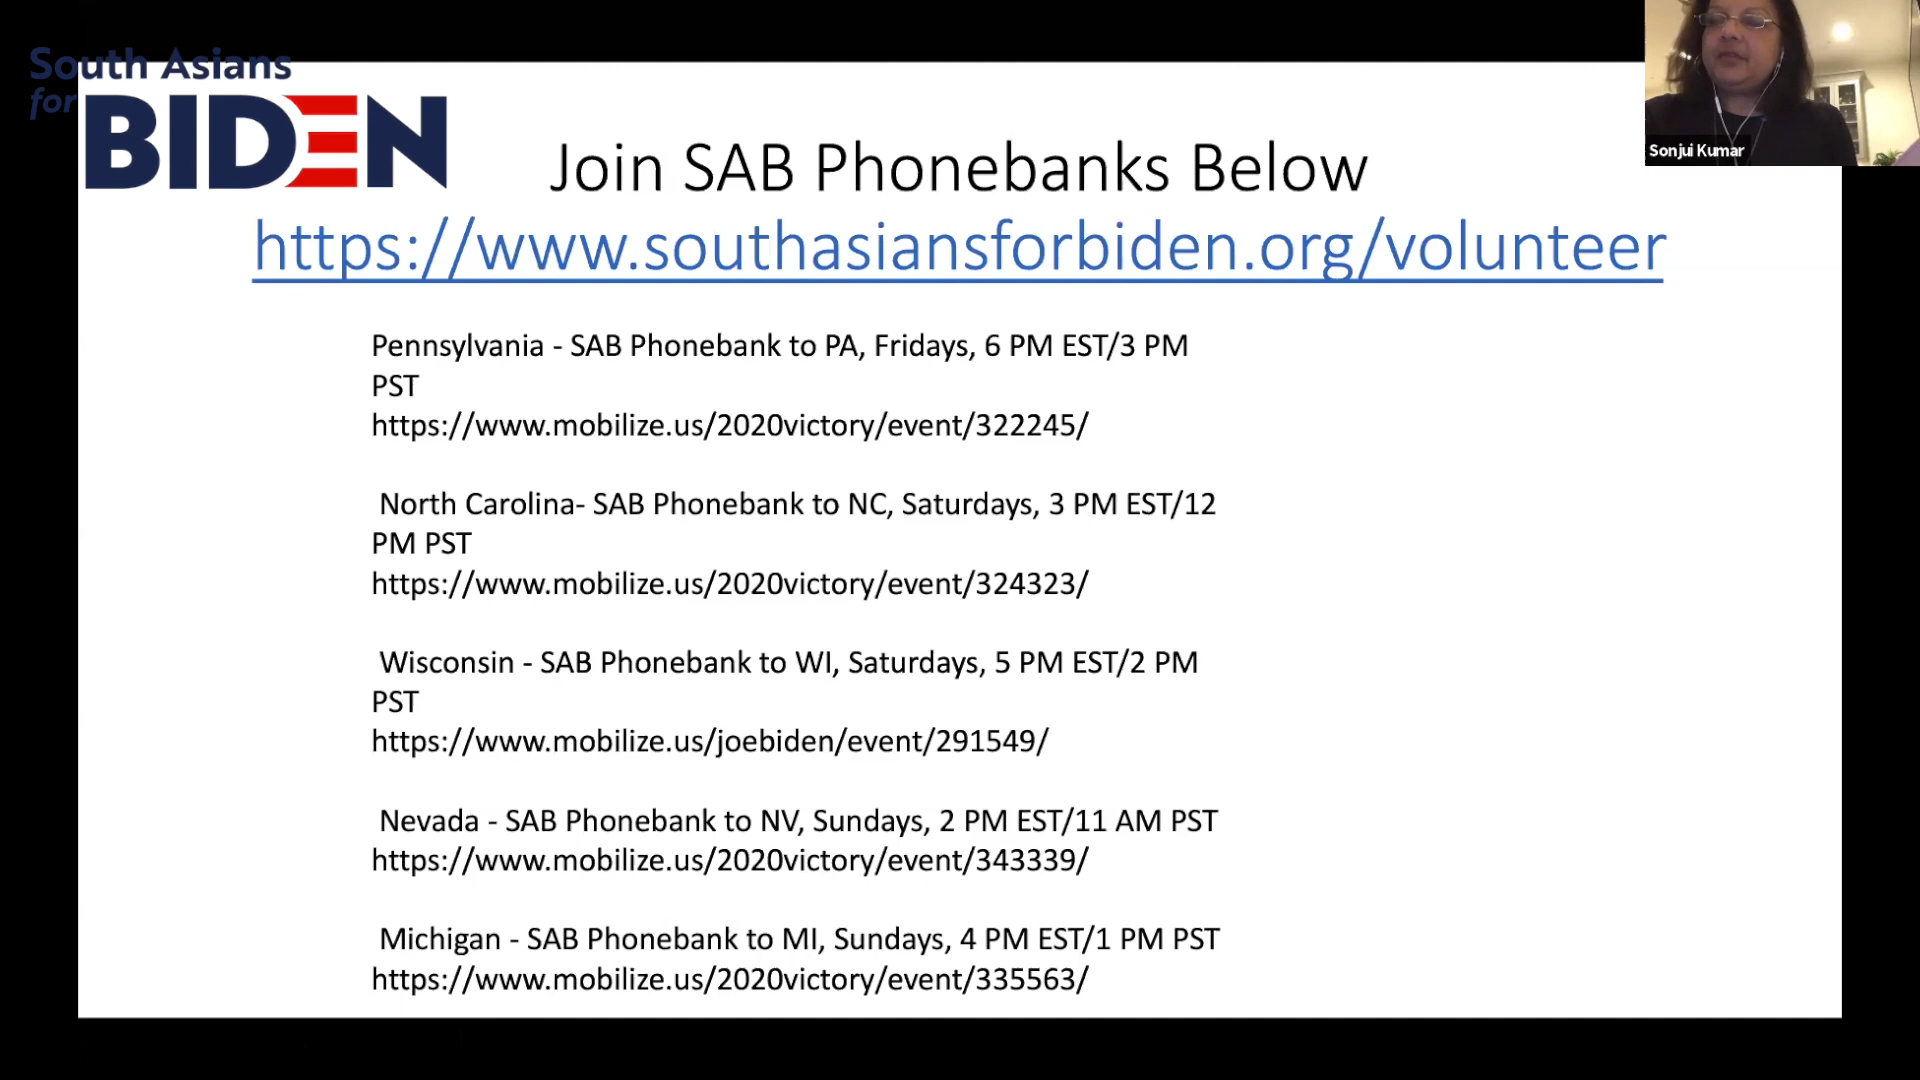 South Asians
for
BIDEN
Sonjui Kumar
Join SAB Phonebanks Below
https://www.southasiansforbiden.org/volunteer
Pennsylvania - SAB Phonebank to PA, Fridays, 6 PM EST/3 PM
PST
https://www.mobilize.us/2020victory/event/322245/
North Carolina- SAB Phonebank to NC, Saturdays, 3 PM EST/12
PM PST
https://www.mobilize.us/2020victory/event/324323/
Wisconsin - SAB Phonebank to WI, Saturdays, 5 PM EST/2 PM
PST
https://www.mobilize.us/joebiden/event/291549/
Nevada - SAB Phonebank to NV, Sundays, 2 PM EST/11 AM PST
https://www.mobilize.us/2020victory/event/343339/
Michigan - SAB Phonebank to MI, Sundays, 4 PM EST/1 PM PST
https://www.mobilize.us/2020victory/event/335563/